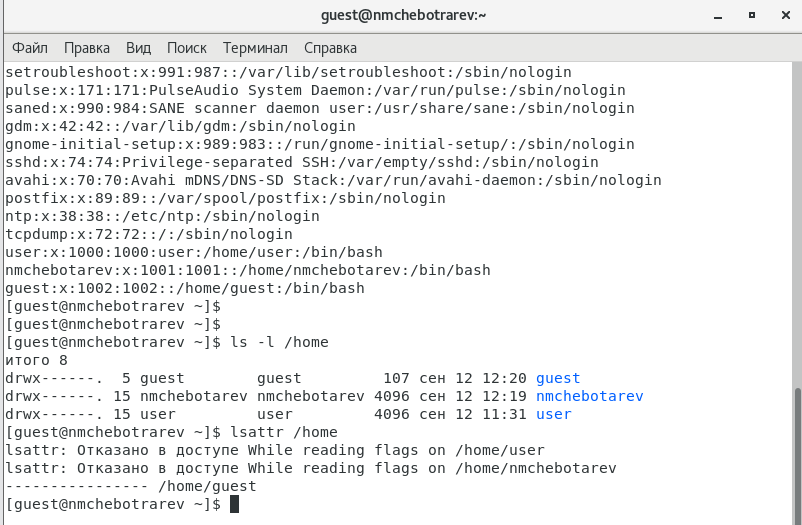 guest@nmchebotrarev:~
Файл Правка Вид Поиск Терминал Справка
setroubleshoot:x:991:987::/var/lib/setroubleshoot:/sbin/nologin
pulse:x:171:171:PulseAudio System Daemon:/var/run/pulse:/sbin/nologin
saned:x:990:984:SANE scanner daemon user:/usr/share/sane:/sbin/nologin
gdm:x:42:42::/var/lib/gdm:/sbin/nologin
gnome-initial-setup:x:989:983::/run/gnome-initial-setup/:/sbin/nologin
sshd:x:74:74:Privilege-separated SSH:/var/empty/sshd:/sbin/nologin
avahi:x:70:70:Avahi mDNS/DNS-SD Stack:/var/run/avahi-daemon:/sbin/nologin
postfix:x:89:89::/var/spool/postfix:/sbin/nologin
ntp:x:38:38::/etc/ntp:/sbin/nologin
tcpdump:x:72:72::/:/sbin/nologin
user:x:1000:1000:user:/home/user:/bin/bash
nmchebotarev:x:1001:1001::/home/nmchebotarev:/bin/bash
guest:x:1002:1002::/home/guest:/bin/bash
[guest@nmchebotrarev ~]$
[guest@nmchebotrarev ~]$
[guest@nmchebotrarev ~]$ ls -l /home
итого 8
drwx------.  5 guest        guest         107 сен 12 12:20 guest
drwx------. 15 nmchebotarev nmchebotarev 4096 сен 12 12:19 nmchebotarev
drwx------. 15 user         user         4096 сен 12 11:31 user
[guest@nmchebotrarev ~]$ lsattr /home
lsattr: Отказано в доступе While reading flags on /home/user
lsattr: Отказано в доступе While reading flags on /home/nmchebotarev
---------------- /home/guest
[guest@nmchebotrarev ~]$